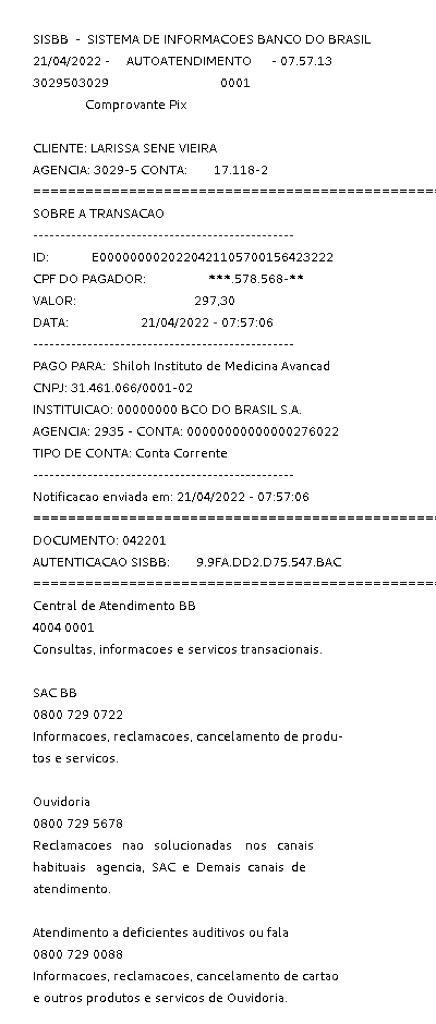 SISBB - SISTEMA DE INFORMACOES BANCO DO BRASIL
21/04/2022 - AUTOATENDIMENTO - 07.57.13
3029503029 0001
Comprovante Pix
CLIENTE: LARISSA SENE VIEIRA
AGENCIA: 3029-5 CONTA: 17.118-2
================================================
SOBRE A TRANSACAO
------------------------------------------------
ID: E0000000020220421105700156423222
CPF DO PAGADOR: ***.578.568-**
VALOR: 297,30
DATA: 21/04/2022 - 07:57:06
------------------------------------------------
PAGO PARA: Shiloh Instituto de Medicina Avancad
CNPJ: 31.461.066/0001-02
INSTITUICAO: 00000000 BCO DO BRASIL S.A.
AGENCIA: 2935 - CONTA: 00000000000000276022
TIPO DE CONTA: Conta Corrente
------------------------------------------------
Notificacao enviada em: 21/04/2022 - 07:57:06
================================================
DOCUMENTO: 042201
AUTENTICACAO SISBB: 9.9FA.DD2.D75.547.BAC
================================================
Central de Atendimento BB
4004 0001
Consultas, informacoes e servicos transacionais.
SAC BB
0800 729 0722
Informacoes, reclamacoes, cancelamento de produ-
tos e servicos.
Ouvidoria
0800 729 5678
Reclamacoes nao solucionadas nos canais
habituais agencia, SAC e Demais canais de
atendimento.
Atendimento a deficientes auditivos ou fala
0800 729 0088
Informacoes, reclamacoes, cancelamento de cartao
e outros produtos e servicos de Ouvidoria.